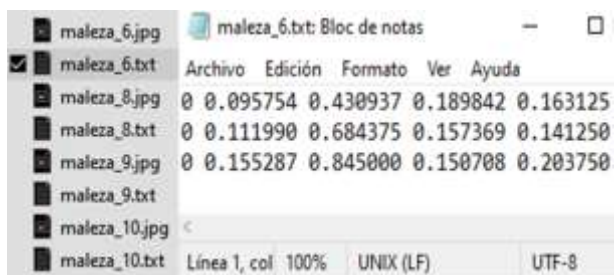 maleza_6.jpg
maleza_6.txt
maleza_8.jpg
maleza_8.txt
maleza_9.jpg
maleza_9.txt
maleza_10.jpg
maleza_10.txt
maleza_6.txt: Bloc de notas
Archivo Edición Formato Ver Ayuda
0 0.095754 0.430937 0.189842 0.163125
0 0.111990 0.684375 0.157369 0.141250
0 0.155287 0.845000 0.150708 0.203750
Línea 1, col 100% UNIX (LF) UTF-8